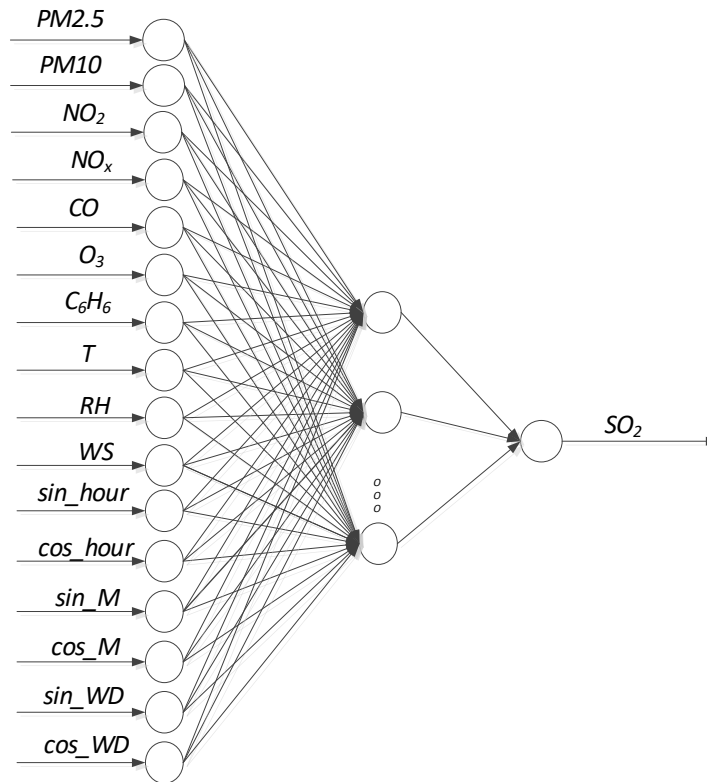 PM2.5
PM10
NO₂
NOₓ
CO
O₃
C₆H₆
T
RH
WS
sin_hour
cos_hour
sin_M
cos_M
sin_WD
cos_WD
SO₂